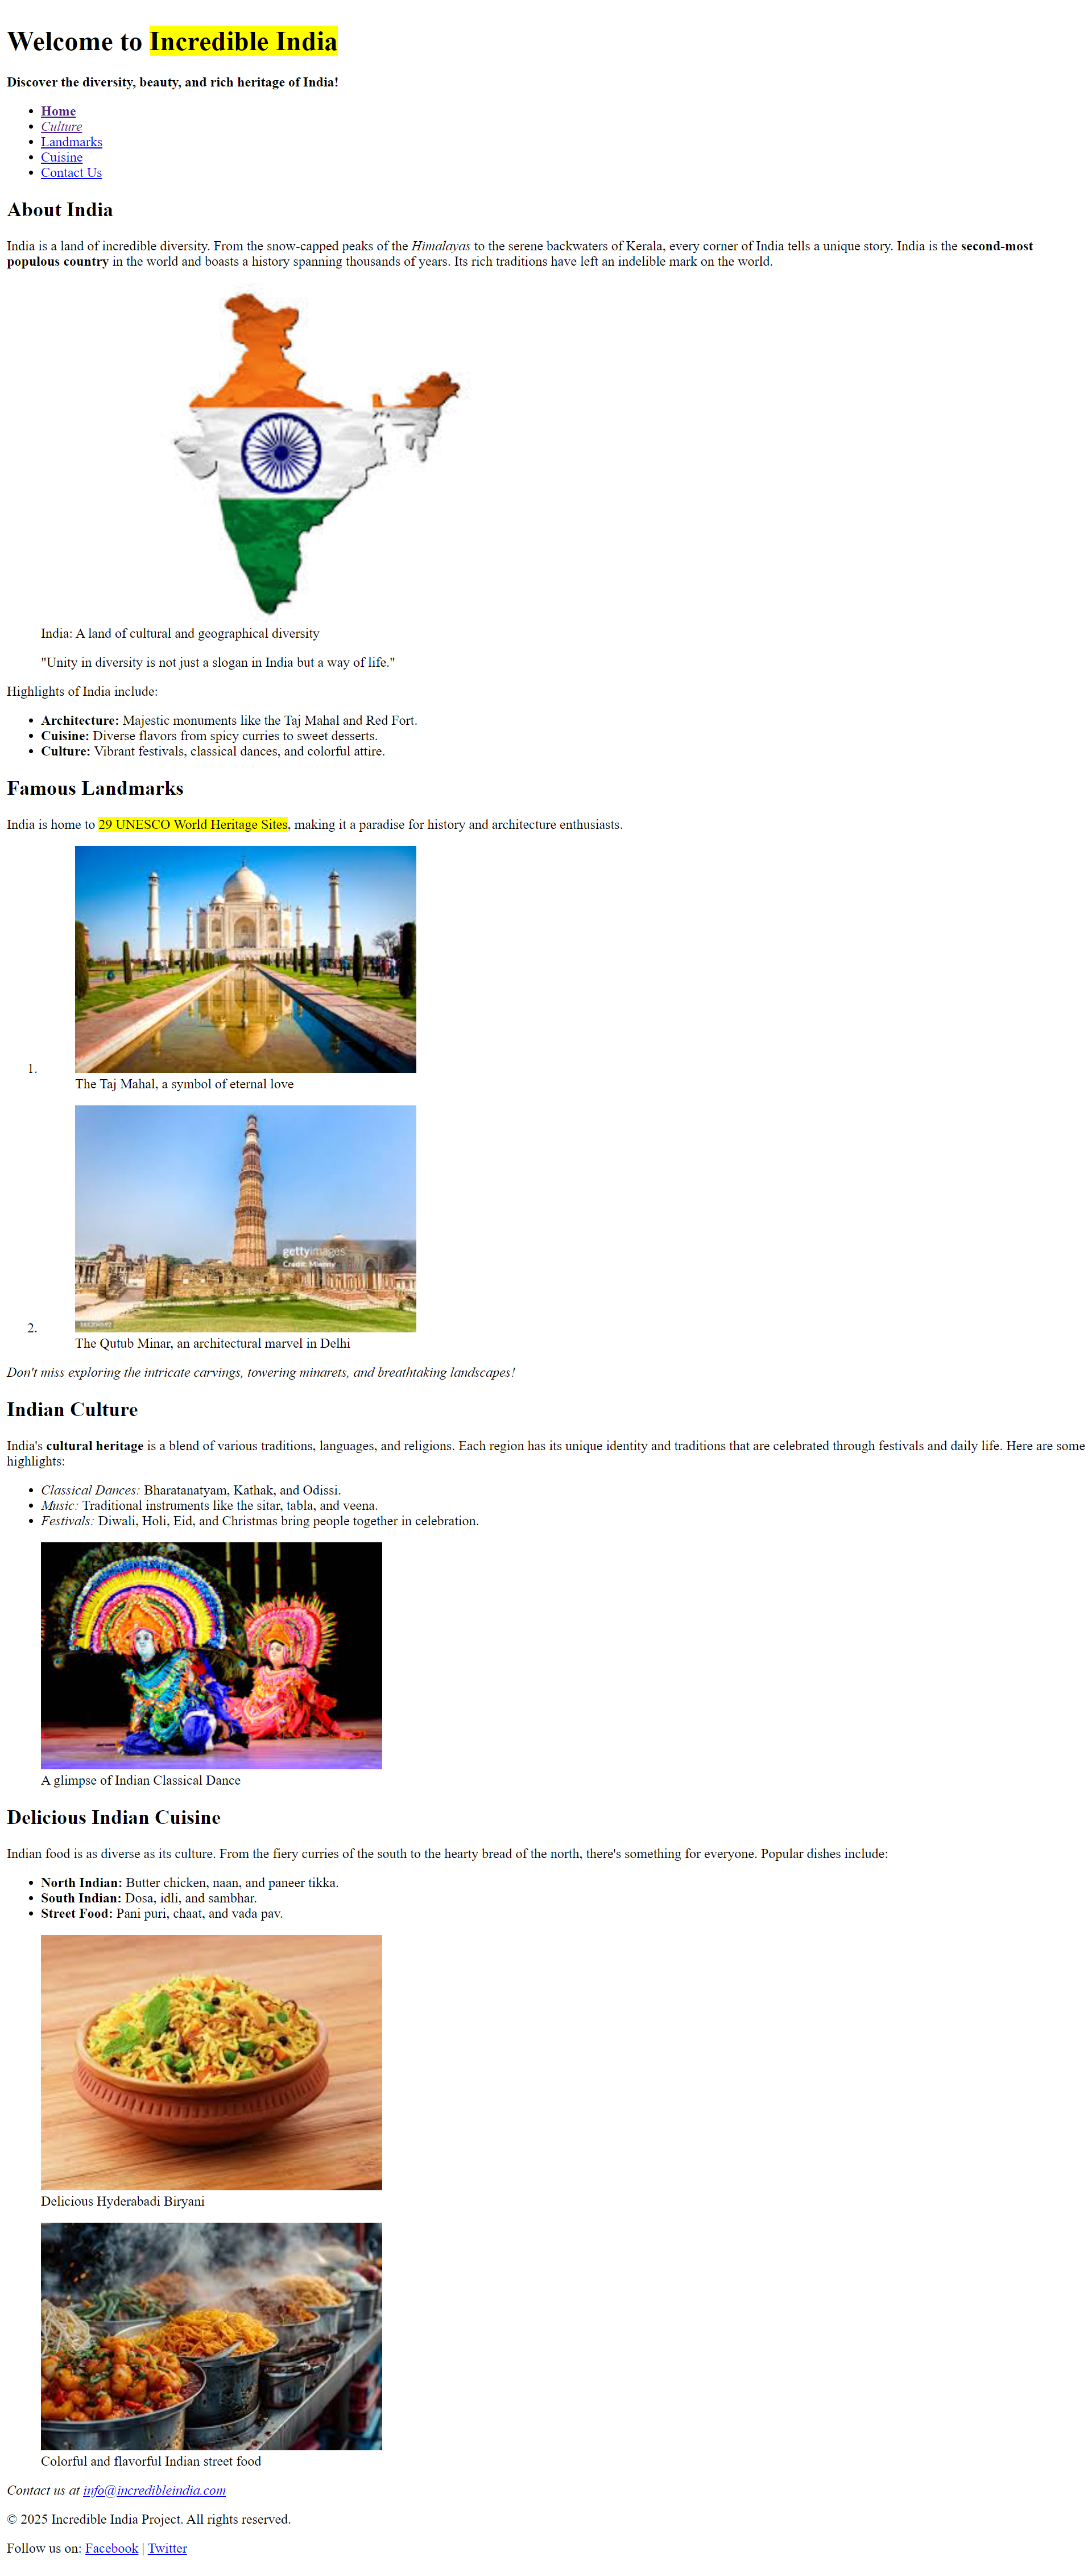 Welcome to Incredible India
Discover the diversity, beauty, and rich heritage of India!
Home
Culture
Landmarks
Cuisine
Contact Us
About India
India is a land of incredible diversity. From the snow-capped peaks of the Himalayas to the serene backwaters of Kerala, every corner of India tells a unique story. India is the second-most
populous country in the world and boasts a history spanning thousands of years. Its rich traditions have left an indelible mark on the world.
India: A land of cultural and geographical diversity
"Unity in diversity is not just a slogan in India but a way of life."
Highlights of India include:
Architecture: Majestic monuments like the Taj Mahal and Red Fort.
Cuisine: Diverse flavors from spicy curries to sweet desserts.
Culture: Vibrant festivals, classical dances, and colorful attire.
Famous Landmarks
India is home to 29 UNESCO World Heritage Sites, making it a paradise for history and architecture enthusiasts.
1.
The Taj Mahal, a symbol of eternal love
gettyimages
Credit: Mlenny
2.
The Qutub Minar, an architectural marvel in Delhi
Don't miss exploring the intricate carvings, towering minarets, and breathtaking landscapes!
Indian Culture
India's cultural heritage is a blend of various traditions, languages, and religions. Each region has its unique identity and traditions that are celebrated through festivals and daily life. Here are some
highlights:
Classical Dances: Bharatanatyam, Kathak, and Odissi.
Music: Traditional instruments like the sitar, tabla, and veena.
Festivals: Diwali, Holi, Eid, and Christmas bring people together in celebration.
A glimpse of Indian Classical Dance
Delicious Indian Cuisine
Indian food is as diverse as its culture. From the fiery curries of the south to the hearty bread of the north, there's something for everyone. Popular dishes include:
North Indian: Butter chicken, naan, and paneer tikka.
South Indian: Dosa, idli, and sambhar.
Street Food: Pani puri, chaat, and vada pav.
Delicious Hyderabadi Biryani
Colorful and flavorful Indian street food
Contact us at info@incredibleindia.com
© 2025 Incredible India Project. All rights reserved.
Follow us on: Facebook | Twitter